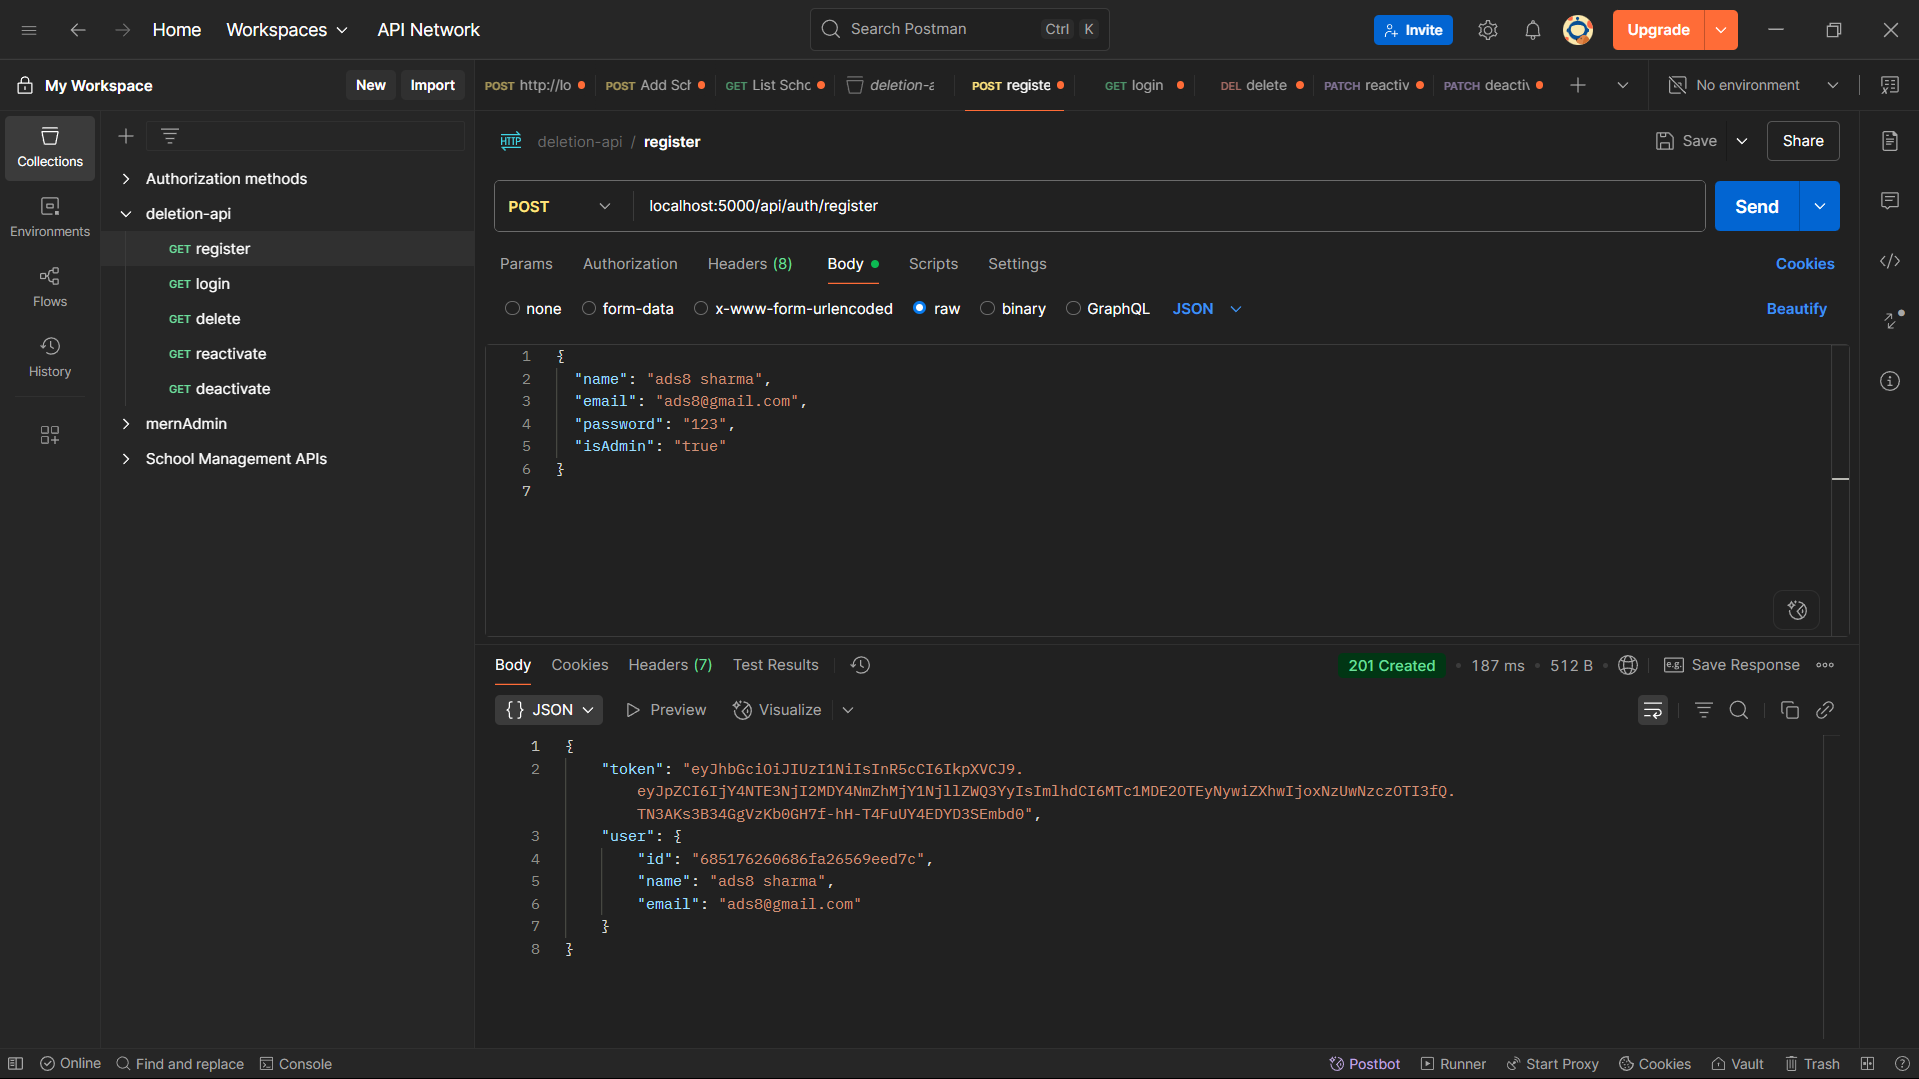 Home
Workspaces
API Network
Search Postman
Ctrl
K
Invite
Upgrade
My Workspace
New
Import
POST http://lo
POST Add Sch
GET List Scho
deletion-a
POST registe
GET login
DEL delete
PATCH reactiv
PATCH deactiv
No environment
Collections
Environments
Flows
History
Authorization methods
deletion-api
GET register
GET login
GET delete
GET reactivate
GET deactivate
mernAdmin
School Management APIs
HTTP deletion-api / register
Save
Share
POST
localhost:5000/api/auth/register
Send
Params
Authorization
Headers (8)
Body
Scripts
Settings
Cookies
none
form-data
x-www-form-urlencoded
raw
binary
GraphQL
JSON
Beautify
1 {
2 "name": "ads8 sharma",
3 "email": "ads8@gmail.com",
4 "password": "123",
5 "isAdmin": "true"
6 }
7
Body
Cookies
Headers (7)
Test Results
201 Created
187 ms
512 B
e.g. Save Response
{} JSON
Preview
Visualize
1 {
2 "token": "eyJhbGciOiJIUzI1NiIsInR5cCI6IkpXVCJ9.
eyJpZCI6IjY4NTE3NjI2MDY4NmZhMjY1NjllZWQ3YyIsImlhdCI6MTc1MDE2OTEyNywiZXhwIjoxNzUwNzczOTI3fQ.
TN3AKs3B34GgVzKb0GH7f-hH-T4FuUY4EDYD3SEmbd0",
3 "user": {
4 "id": "685176260686fa26569eed7c",
5 "name": "ads8 sharma",
6 "email": "ads8@gmail.com"
7 }
8 }
Online
Find and replace
Console
Postbot
Runner
Start Proxy
Cookies
Vault
Trash